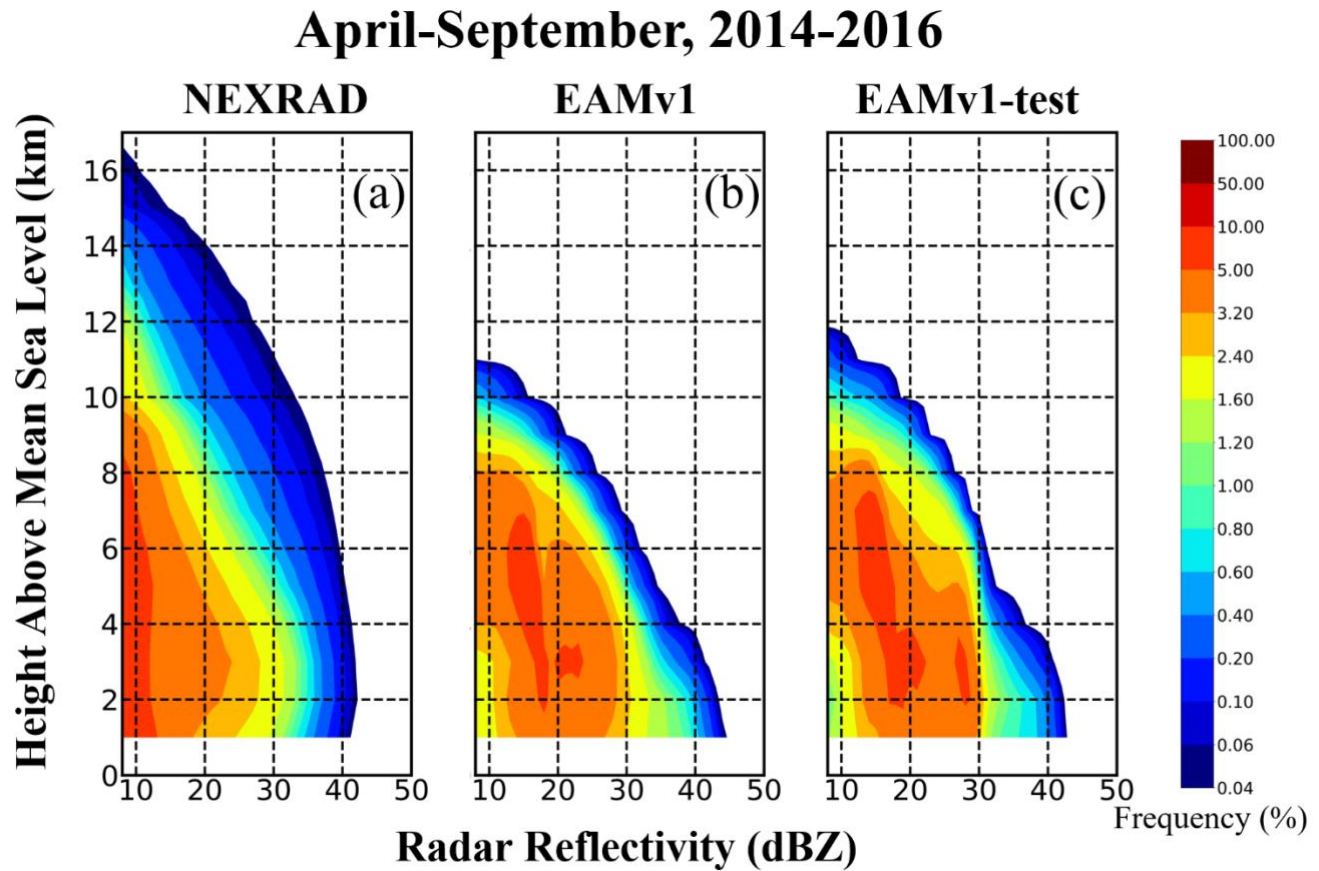 April-September, 2014-2016
NEXRAD
EAMv1
EAMv1-test
Height Above Mean Sea Level (km)
16
14
12
10
8
6
4
2
0
(a)
(b)
(c)
10 20 30 40 50
10 20 30 40 50
10 20 30 40 50
Radar Reflectivity (dBZ)
100.00
50.00
10.00
5.00
3.20
2.40
1.60
1.20
1.00
0.80
0.60
0.40
0.20
0.10
0.06
0.04
Frequency (%)